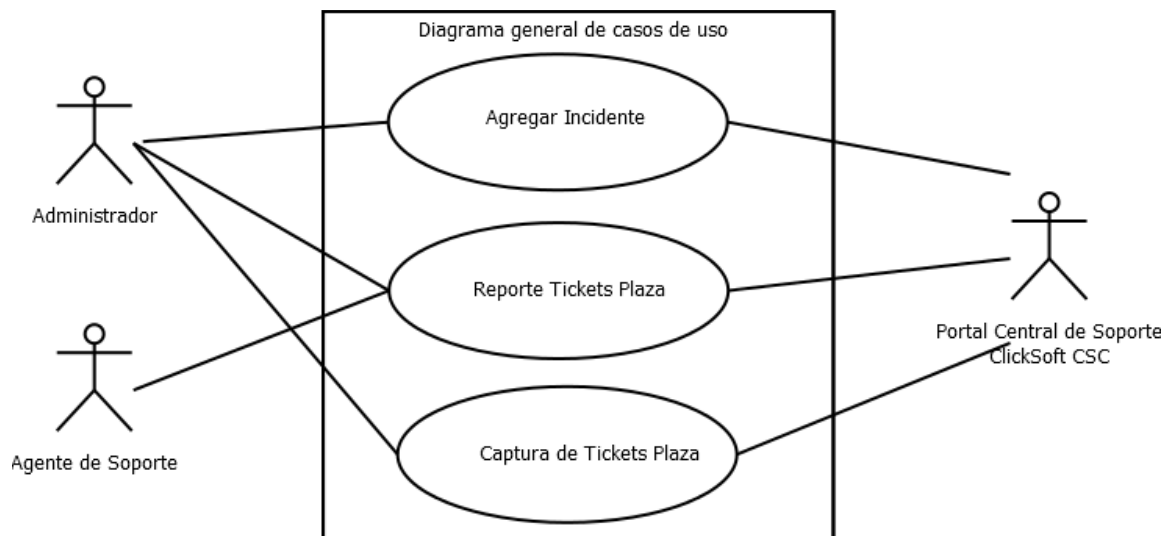 Diagrama general de casos de uso
Agregar Incidente
Administrador
Reporte Tickets Plaza
Portal Central de Soporte
ClickSoft CSC
Agente de Soporte
Captura de Tickets Plaza